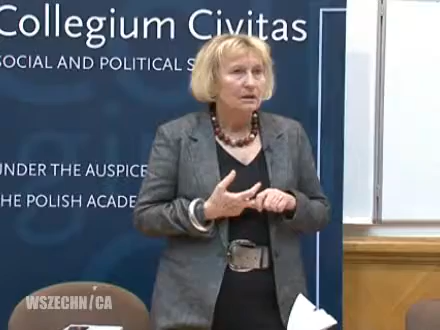 Collegium Civitas
SOCIAL AND POLITICAL S
UNDER THE AUSPICE
HE POLISH ACADE
WSZECHN/CA